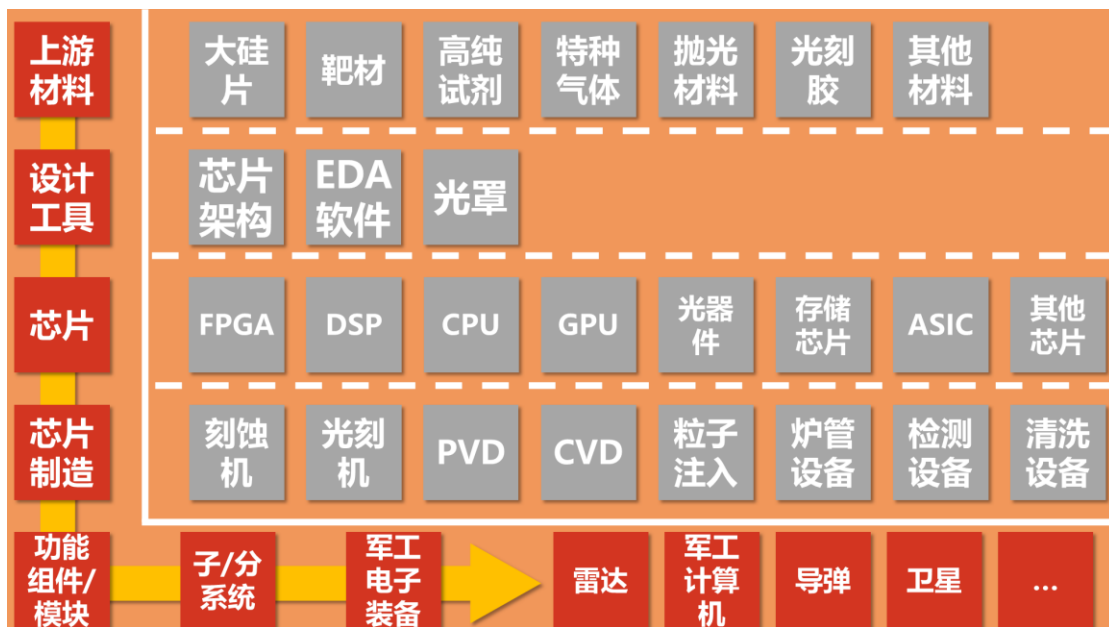 上游
材料
大硅
片
靶材
高纯
试剂
特种
气体
抛光
材料
光刻
胶
其他
材料
设计
工具
芯片
架构
EDA
软件
光罩
芯片
FPGA
DSP
CPU
GPU
光器
件
存储
芯片
ASIC
其他
芯片
芯片
制造
刻蚀
机
光刻
机
PVD
CVD
粒子
注入
炉管
设备
检测
设备
清洗
设备
功能
组件/
模块
子/分
系统
军工
电子
装备
雷达
军工
计算
机
导弹
卫星
...